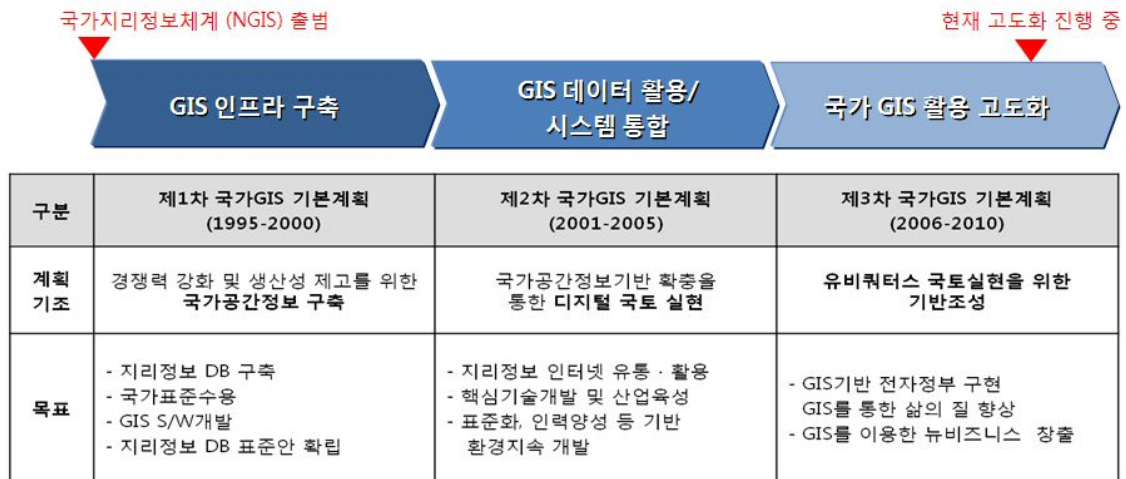 국가지리정보체계 (NGIS) 출범
현재 고도화 진행 중
GIS 인프라 구축
GIS 데이터 활용/
시스템 통합
국가 GIS 활용 고도화
구분
제1차 국가GIS 기본계획
(1995-2000)
제2차 국가GIS 기본계획
(2001-2005)
제3차 국가GIS 기본계획
(2006-2010)
계획
기조
경쟁력 강화 및 생산성 제고를 위한
국가공간정보 구축
국가공간정보기반 확충을
통한 디지털 국토 실현
유비쿼터스 국토실현을 위한
기반조성
목표
- 지리정보 DB 구축
- 국가표준수용
- GIS S/W개발
- 지리정보 DB 표준안 확립
- 지리정보 인터넷 유통 · 활용
- 핵심기술개발 및 산업육성
- 표준화, 인력양성 등 기반
환경지속 개발
- GIS기반 전자정부 구현
GIS를 통한 삶의 질 향상
- GIS를 이용한 뉴비즈니스 창출